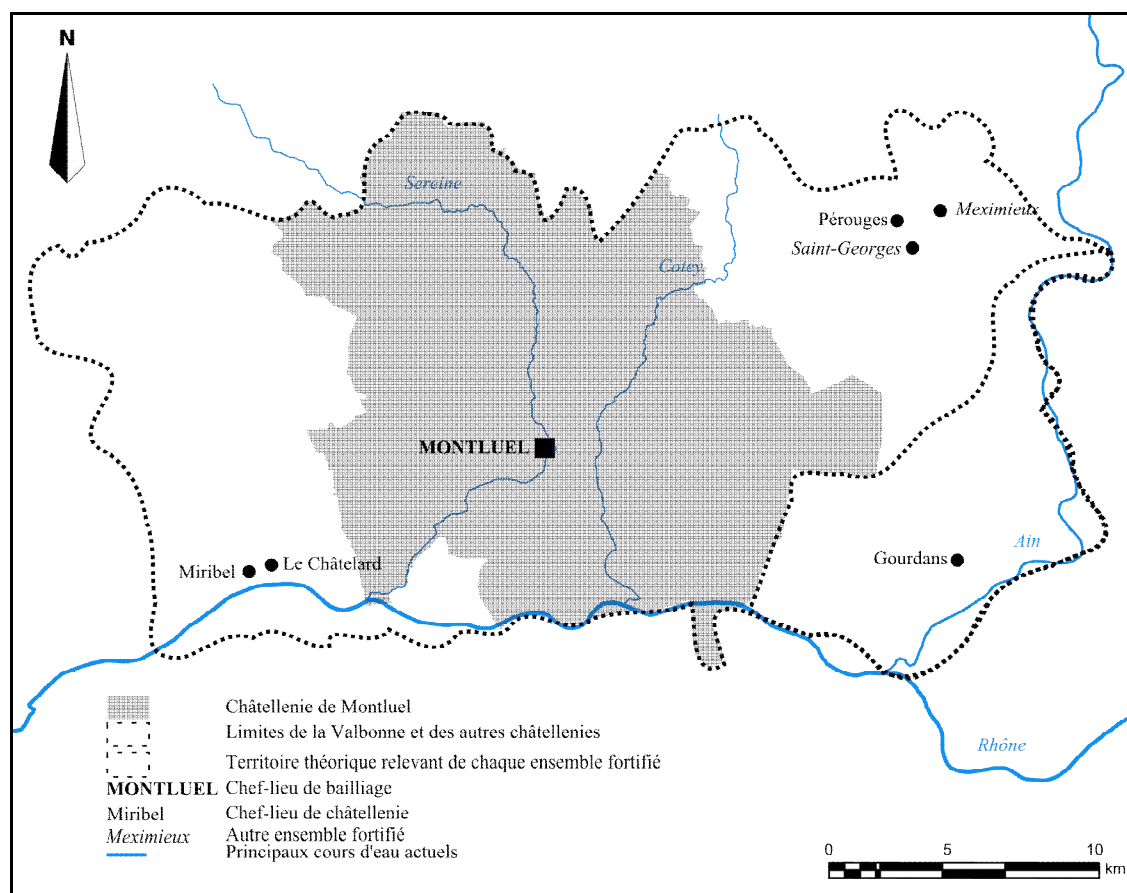 N
Sereine
Meximieux
Pérouges
Saint-Georges
Cotey
MONTLUEL
Ain
Le Châtelard
Miribel
Gourdans
Rhône
Châtellenie de Montluel
Limites de la Valbonne et des autres châtellenies
Territoire théorique relevant de chaque ensemble fortifié
MONTLUEL Chef-lieu de bailliage
Miribel Chef-lieu de châtellenie
Meximieux Autre ensemble fortifié
Principaux cours d'eau actuels
0 5 10
km